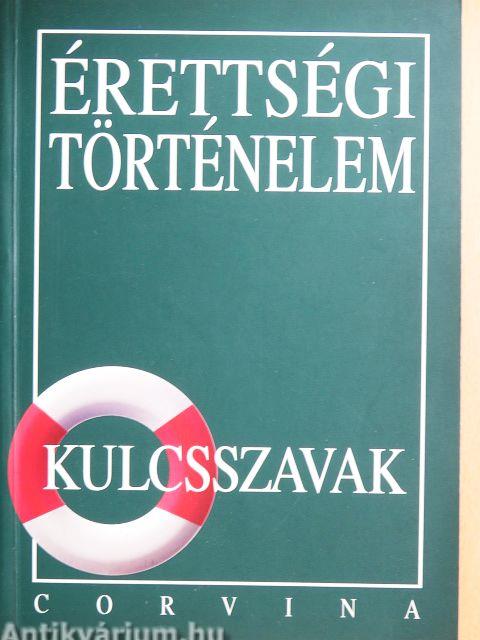 ÉRETTSÉGI
TÖRTÉNELEM
KULCSSZAVAK
CORVINA
Antikvárium.hu